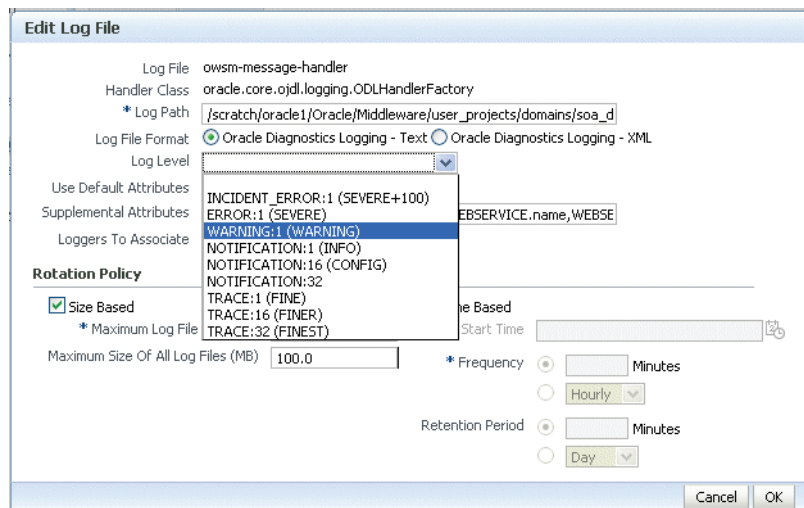 Edit Log File
Log File owsm-message-handler
Handler Class oracle.core.ojdl.logging.ODLHandlerFactory
* Log Path /scratch/oracle1/Oracle/Middleware/user_projects/domains/soa_d
Log File Format Oracle Diagnostics Logging - Text Oracle Diagnostics Logging - XML
Log Level
Use Default Attributes
INCIDENT_ERROR:1 (SEVERE+100)
Supplemental Attributes ERROR:1 (SEVERE) EBSERVICE.name,WEBSE
WARNING:1 (WARNING)
Loggers To Associate NOTIFICATION:1 (INFO)
NOTIFICATION:16 (CONFIG)
Rotation Policy NOTIFICATION:32
Size Based TRACE:1 (FINE) e Based
TRACE:16 (FINER)
* Maximum Log File TRACE:32 (FINEST) Start Time
Maximum Size Of All Log Files (MB) 100.0 * Frequency Minutes
Hourly
Retention Period Minutes
Day
Cancel OK